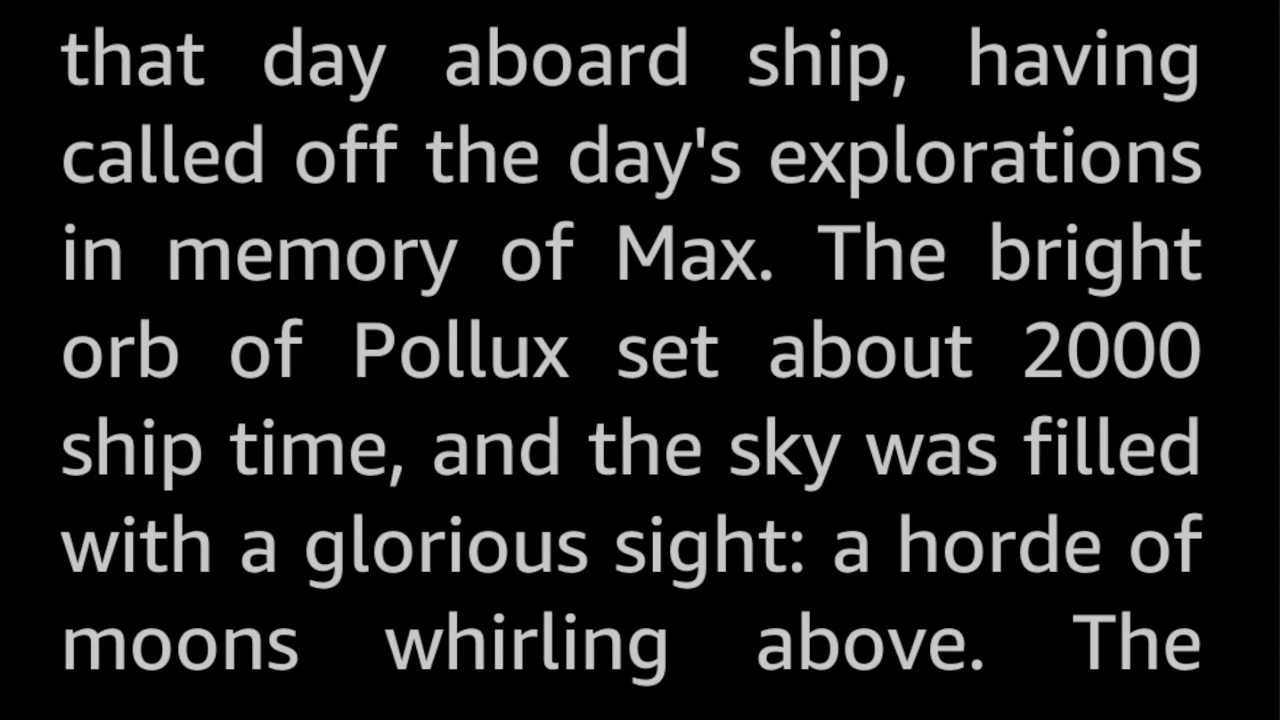 that day aboard ship, having
called off the day's explorations
in memory of Max. The bright
orb of Pollux set about 2000
ship time, and the sky was filled
with a glorious sight: a horde of
moons whirling above. The